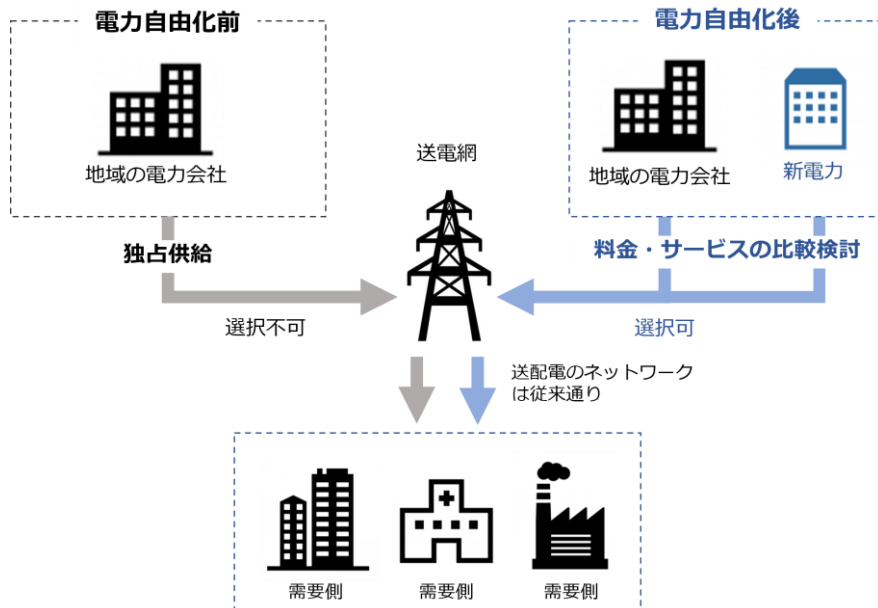 電力自由化前
地域の電力会社
独占供給
選択不可
送電網
電力自由化後
地域の電力会社
新電力
料金・サービスの比較検討
選択可
送配電のネットワーク
は従来通り
需要側
需要側
需要側